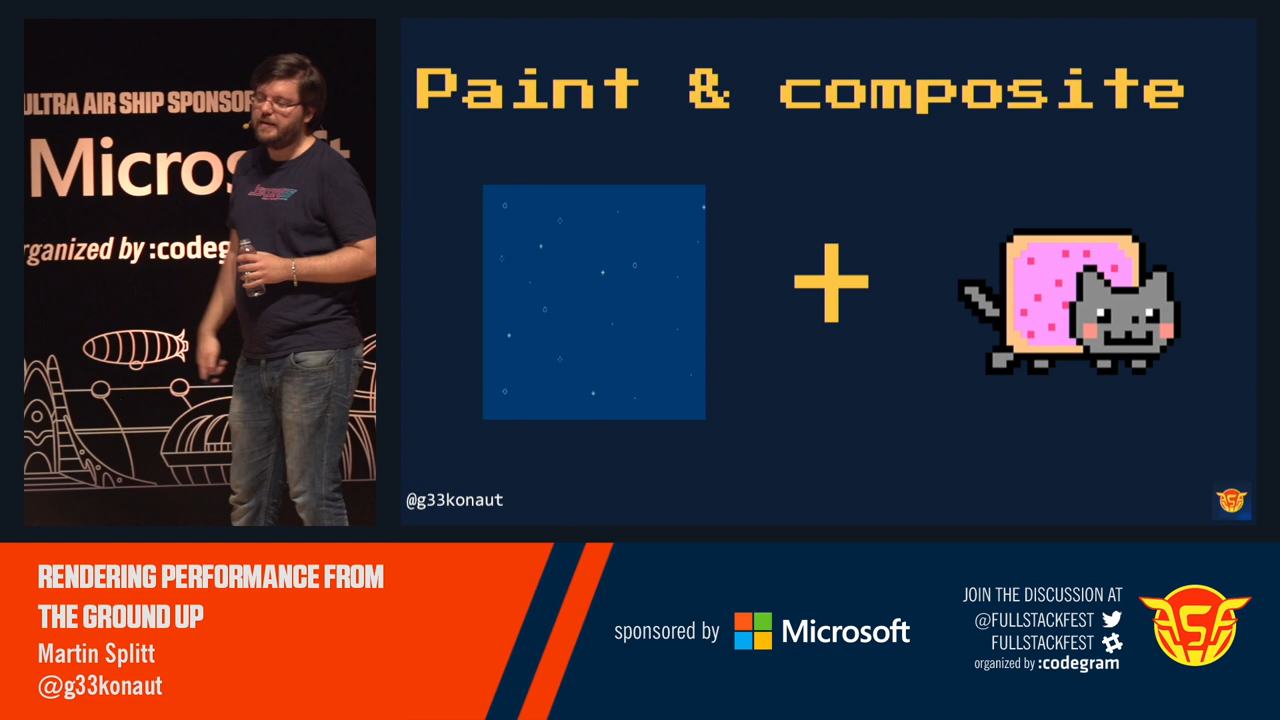 ULTRA AIR SHIP SPONSOR
Micros
organized by :codeg
Paint & composite
@g33konaut
RENDERING PERFORMANCE FROM
THE GROUND UP
Martin Splitt
@g33konaut
sponsored by Microsoft
JOIN THE DISCUSSION AT
@FULLSTACKFEST
FULLSTACKFEST
organized by :codegram